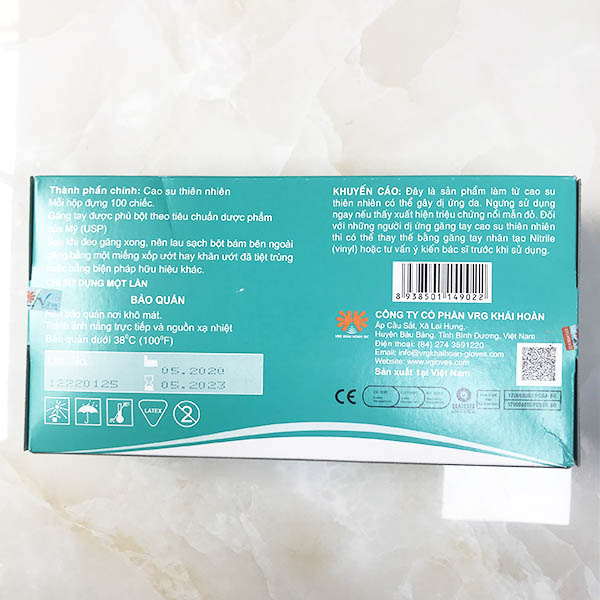 Thành phần chính: Cao su thiên nhiên
Mỗi hộp đựng 100 chiếc.
Găng tay được phủ bột theo tiêu chuẩn dược phẩm
của Mỹ (USP)
khi đeo găng xong, nên lau sạch bột bám bên ngoài
bằng một miếng xốp ướt hay khăn ướt đã tiệt trùng
hoặc bằng biện pháp hữu hiệu khác.
CHỈ SỬ DỤNG MỘT LẦN
BẢO QUẢN
Nên bảo quản nơi khô mát.
Tránh ánh nắng trực tiếp và nguồn xạ nhiệt
Bảo quản dưới 38°C (100°F)
Lot No.
05.2020
12220125
05.2023
LATEX
2
KHUYẾN CÁO: Đây là sản phẩm làm từ cao su
thiên nhiên có thể gây dị ứng da. Ngưng sử dụng
ngay nếu thấy xuất hiện triệu chứng nổi mẩn đỏ. Đối
với những người dị ứng găng tay cao su thiên nhiên
thì có thể thay thế bằng găng tay nhân tạo Nitrile
(vinyl) hoặc tư vấn ý kiến bác sĩ trước khi sử dụng.
8 938501 149022
CÔNG TY CỔ PHẦN VRG KHẢI HOÀN
Ấp Cầu Sắt, Xã Lai Hưng,
Huyện Bàu Bàng, Tỉnh Bình Dương, Việt Nam
Điện thoại: (84) 274 3591220
Email: info@vrgkhaihoan-gloves.com
Website: www.vgloves.com
Sản xuất tại Việt Nam
CE